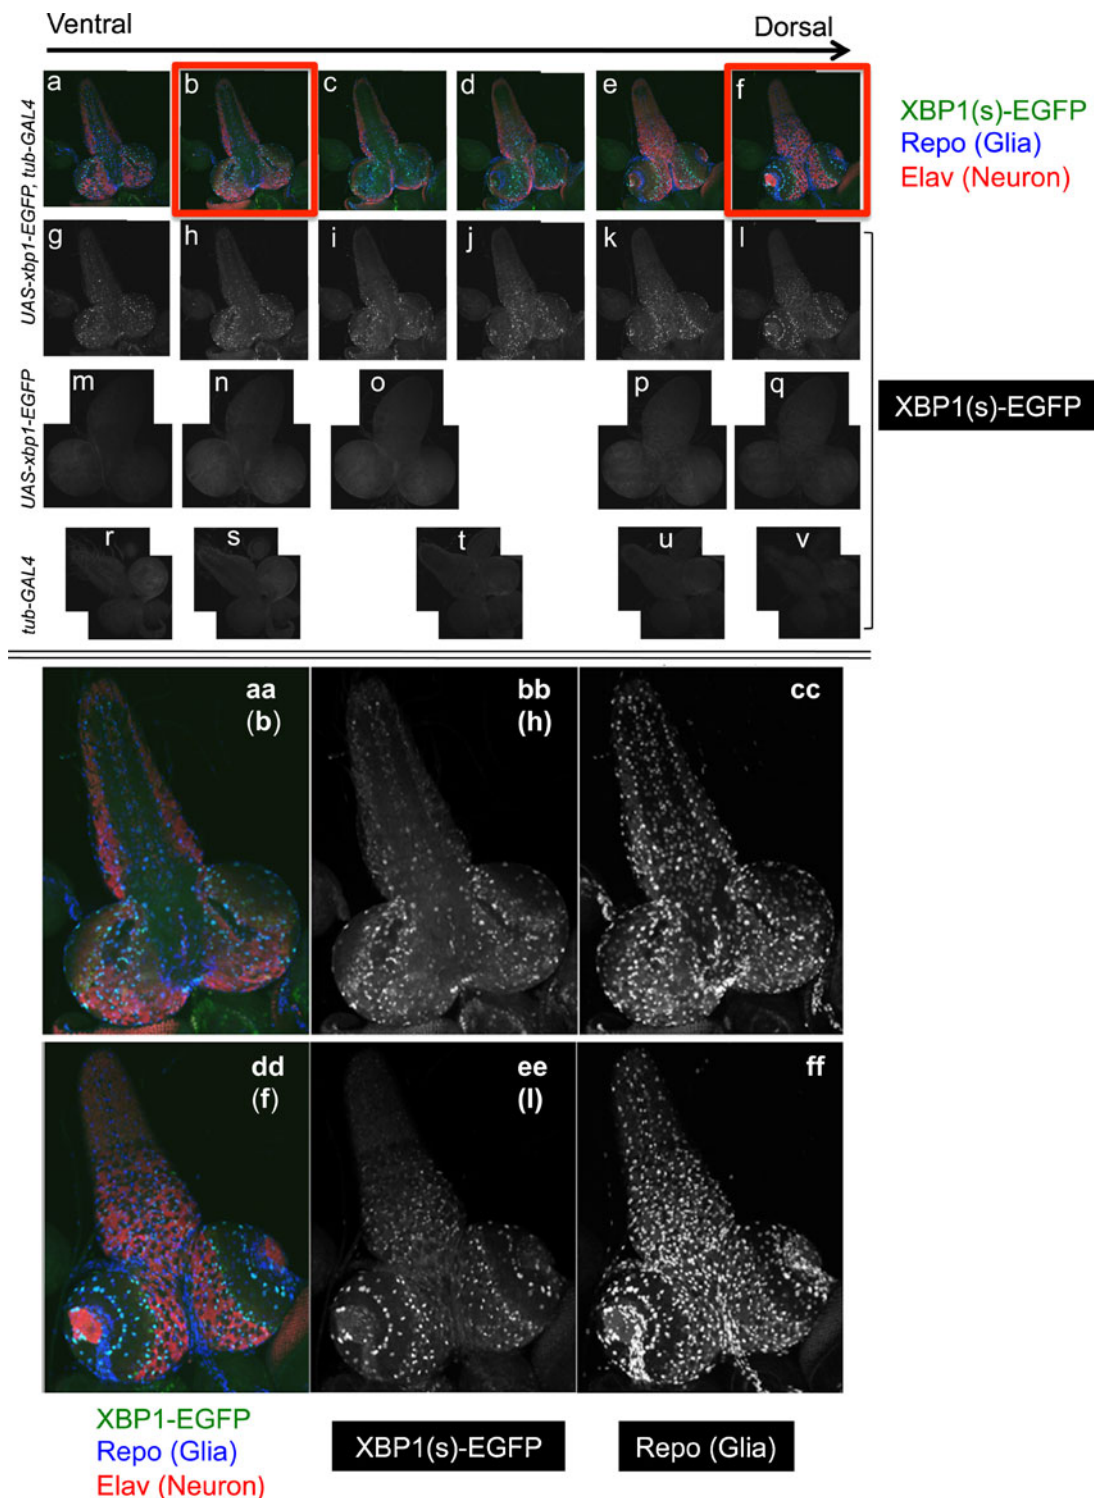 Ventral
Dorsal
a b c d e f
UAS-xbp1-EGFP, tub-GAL4
XBP1(s)-EGFP
Repo (Glia)
Elav (Neuron)
g h i j k l
m n o p q
UAS-xbp1-EGFP
XBP1(s)-EGFP
r s t u v
tub-GAL4
aa
(b)
bb
(h)
cc
dd
(f)
ee
(l)
ff
XBP1-EGFP
Repo (Glia)
Elav (Neuron)
XBP1(s)-EGFP
Repo (Glia)